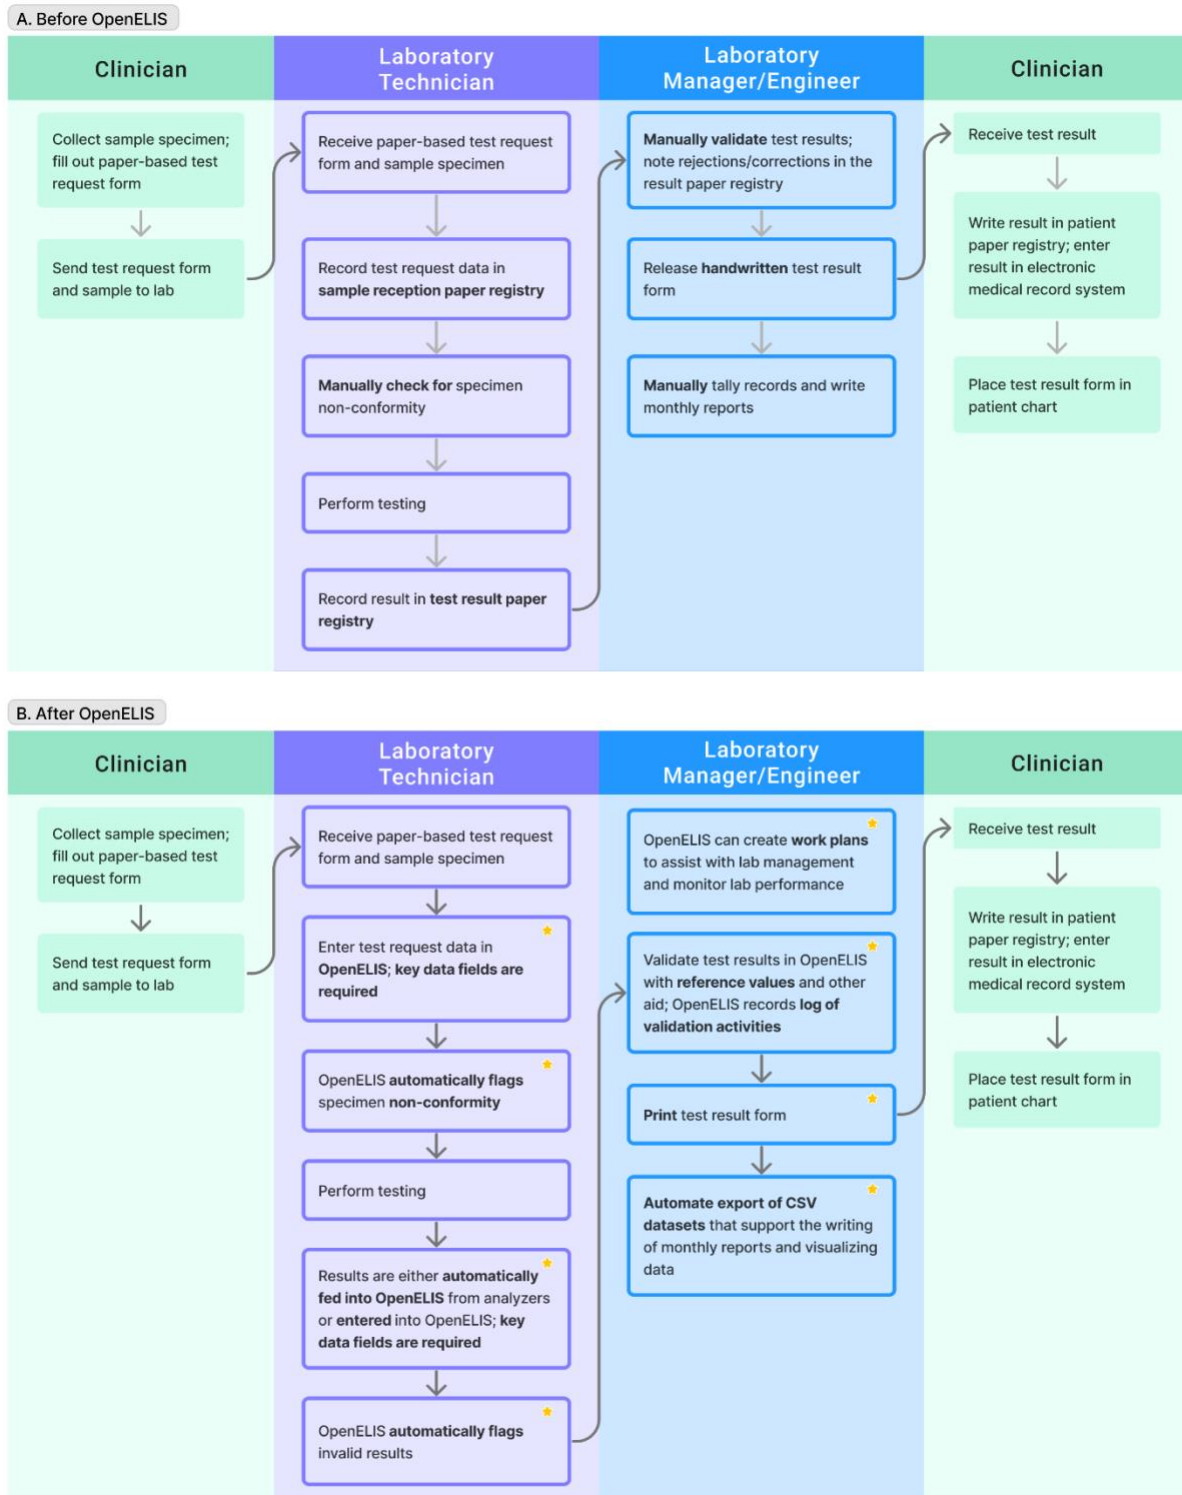 A. Before OpenELIS
Clinician
Laboratory
Technician
Laboratory
Manager/Engineer
Clinician
Collect sample specimen;
fill out paper-based test
request form
Send test request form
and sample to lab
Receive paper-based test request
form and sample specimen
Record test request data in
sample reception paper registry
Manually check for specimen
non-conformity
Perform testing
Record result in test result paper
registry
Manually validate test results;
note rejections/corrections in the
result paper registry
Release handwritten test result
form
Manually tally records and write
monthly reports
Receive test result
Write result in patient
paper registry; enter
result in electronic
medical record system
Place test result form in
patient chart
B. After OpenELIS
Clinician
Laboratory
Technician
Laboratory
Manager/Engineer
Clinician
Collect sample specimen;
fill out paper-based test
request form
Send test request form
and sample to lab
Receive paper-based test request
form and sample specimen
Enter test request data in
OpenELIS; key data fields are
required
OpenELIS automatically flags
specimen non-conformity
Perform testing
Results are either automatically
fed into OpenELIS from analyzers
or entered into OpenELIS; key
data fields are required
OpenELIS automatically flags
invalid results
OpenELIS can create work plans
to assist with lab management
and monitor lab performance
Validate test results in OpenELIS
with reference values and other
aid; OpenELIS records log of
validation activities
Print test result form
Automate export of CSV
datasets that support the writing
of monthly reports and visualizing
data
Receive test result
Write result in patient
paper registry; enter
result in electronic
medical record system
Place test result form in
patient chart